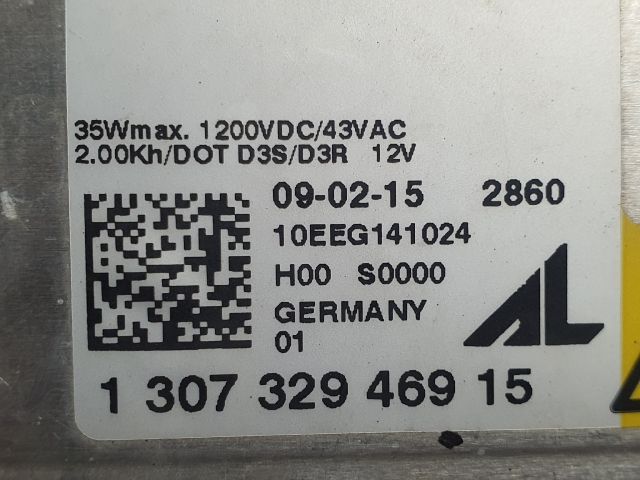 35Wmax. 1200VDC/43VAC
2.00Kh/DOT D3S/D3R 12V
09-02-15 2860
10EEG141024
H00 S0000
GERMANY
01
AL
1 307 329 469 15